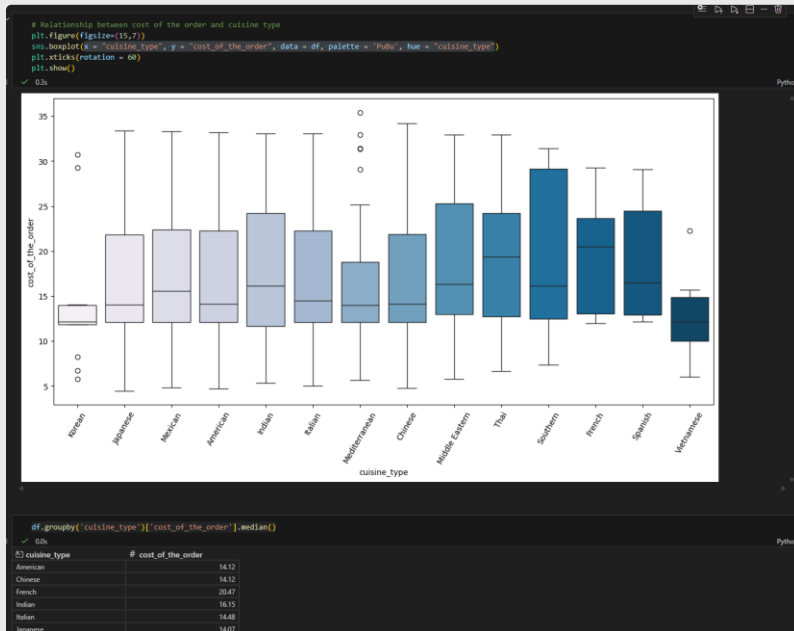 # Relationship between cost of the order and cuisine type
plt.figure(figsize=(15,7))
sns.boxplot(x = "cuisine_type", y = "cost_of_the_order", data = df, palette = 'PuBu', hue = "cuisine_type")
plt.xticks(rotation = 60)
plt.show()
0.3s
Pytho
35
30
25
20
15
10
5
cost_of_the_order
Korean
Japanese
Mexican
American
Indian
Italian
Mediterranean
Chinese
Middle Eastern
Thai
Southern
French
Spanish
Vietnamese
cuisine_type
df.groupby('cuisine_type')['cost_of_the_order'].median()
0.0s
Pytho
cuisine_type # cost_of_the_order
American 14.12
Chinese 14.12
French 20.47
Indian 16.15
Italian 14.48
Japanese 14.07